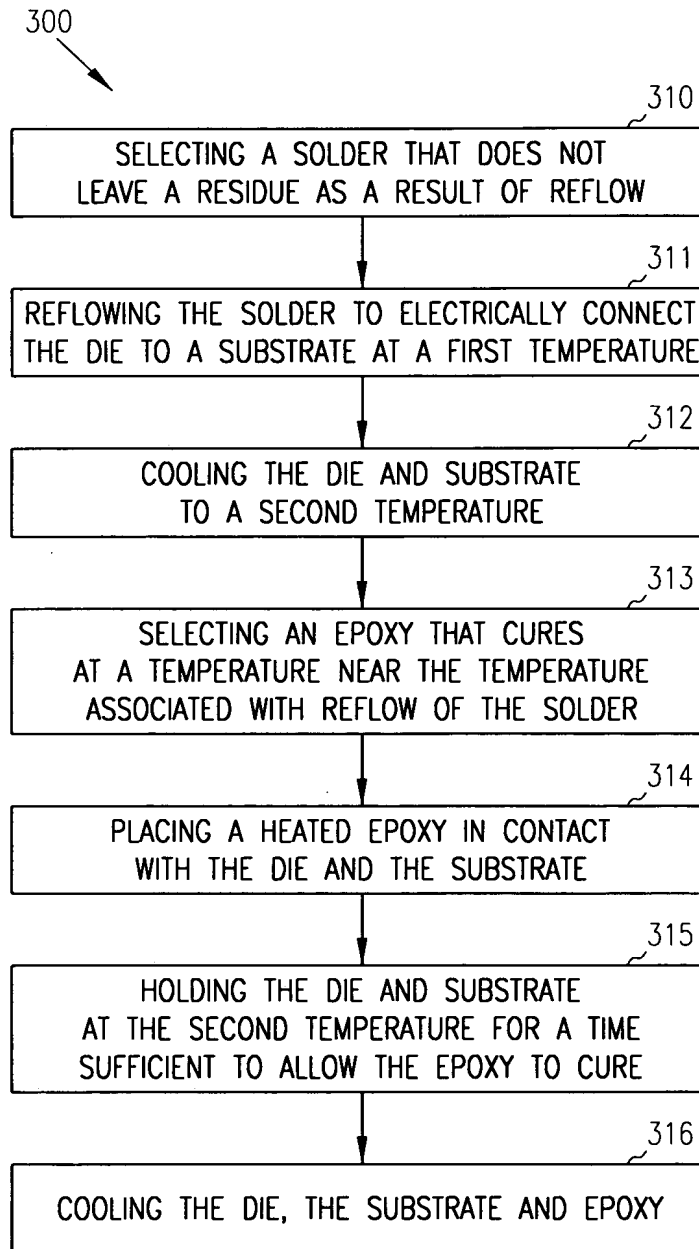 300
310
SELECTING A SOLDER THAT DOES NOT
LEAVE A RESIDUE AS A RESULT OF REFLOW
311
REFLOWING THE SOLDER TO ELECTRICALLY CONNECT
THE DIE TO A SUBSTRATE AT A FIRST TEMPERATURE
312
COOLING THE DIE AND SUBSTRATE
TO A SECOND TEMPERATURE
313
SELECTING AN EPOXY THAT CURES
AT A TEMPERATURE NEAR THE TEMPERATURE
ASSOCIATED WITH REFLOW OF THE SOLDER
314
PLACING A HEATED EPOXY IN CONTACT
WITH THE DIE AND THE SUBSTRATE
315
HOLDING THE DIE AND SUBSTRATE
AT THE SECOND TEMPERATURE FOR A TIME
SUFFICIENT TO ALLOW THE EPOXY TO CURE
316
COOLING THE DIE, THE SUBSTRATE AND EPOXY